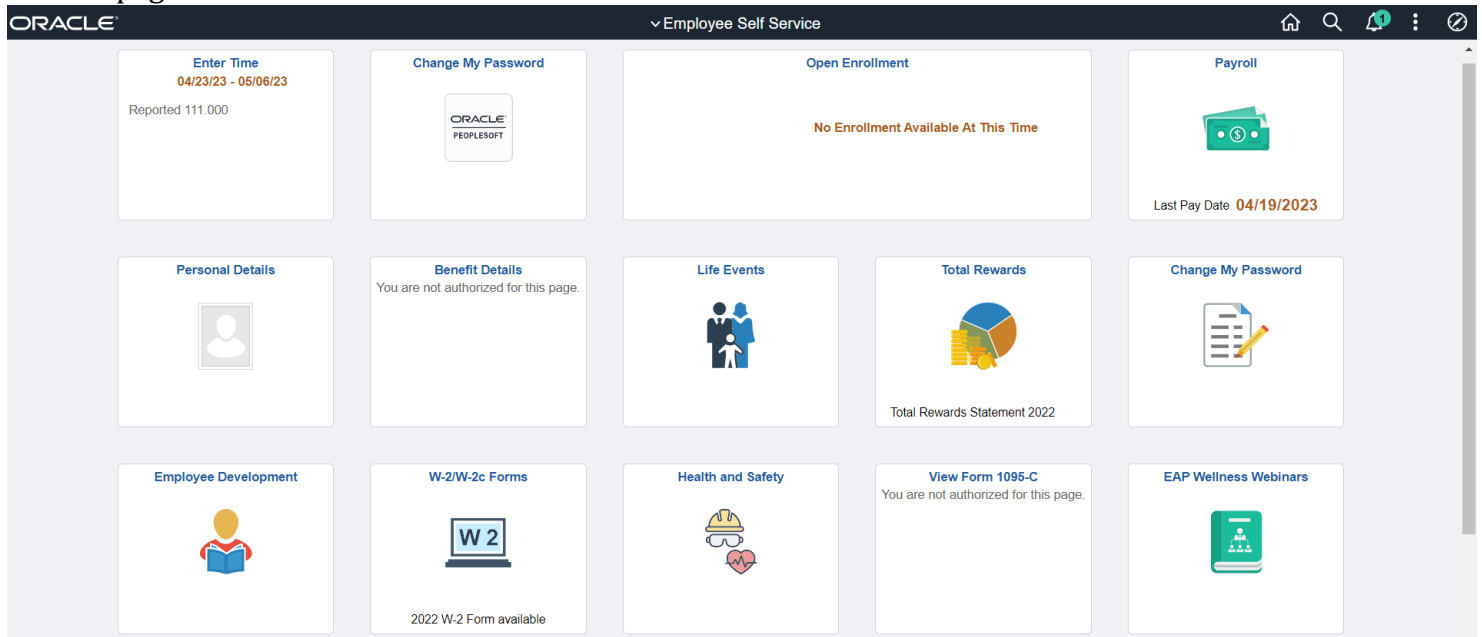 ORACLE
Employee Self Service
1
Enter Time
04/23/23 - 05/06/23
Reported 111.000
Change My Password
ORACLE
PEOPLESOFT
Open Enrollment
No Enrollment Available At This Time
Payroll
Last Pay Date 04/19/2023
Personal Details
Benefit Details
You are not authorized for this page.
Life Events
Total Rewards
Total Rewards Statement 2022
Change My Password
Employee Development
W-2/W-2c Forms
W 2
2022 W-2 Form available
Health and Safety
View Form 1095-C
You are not authorized for this page.
EAP Wellness Webinars